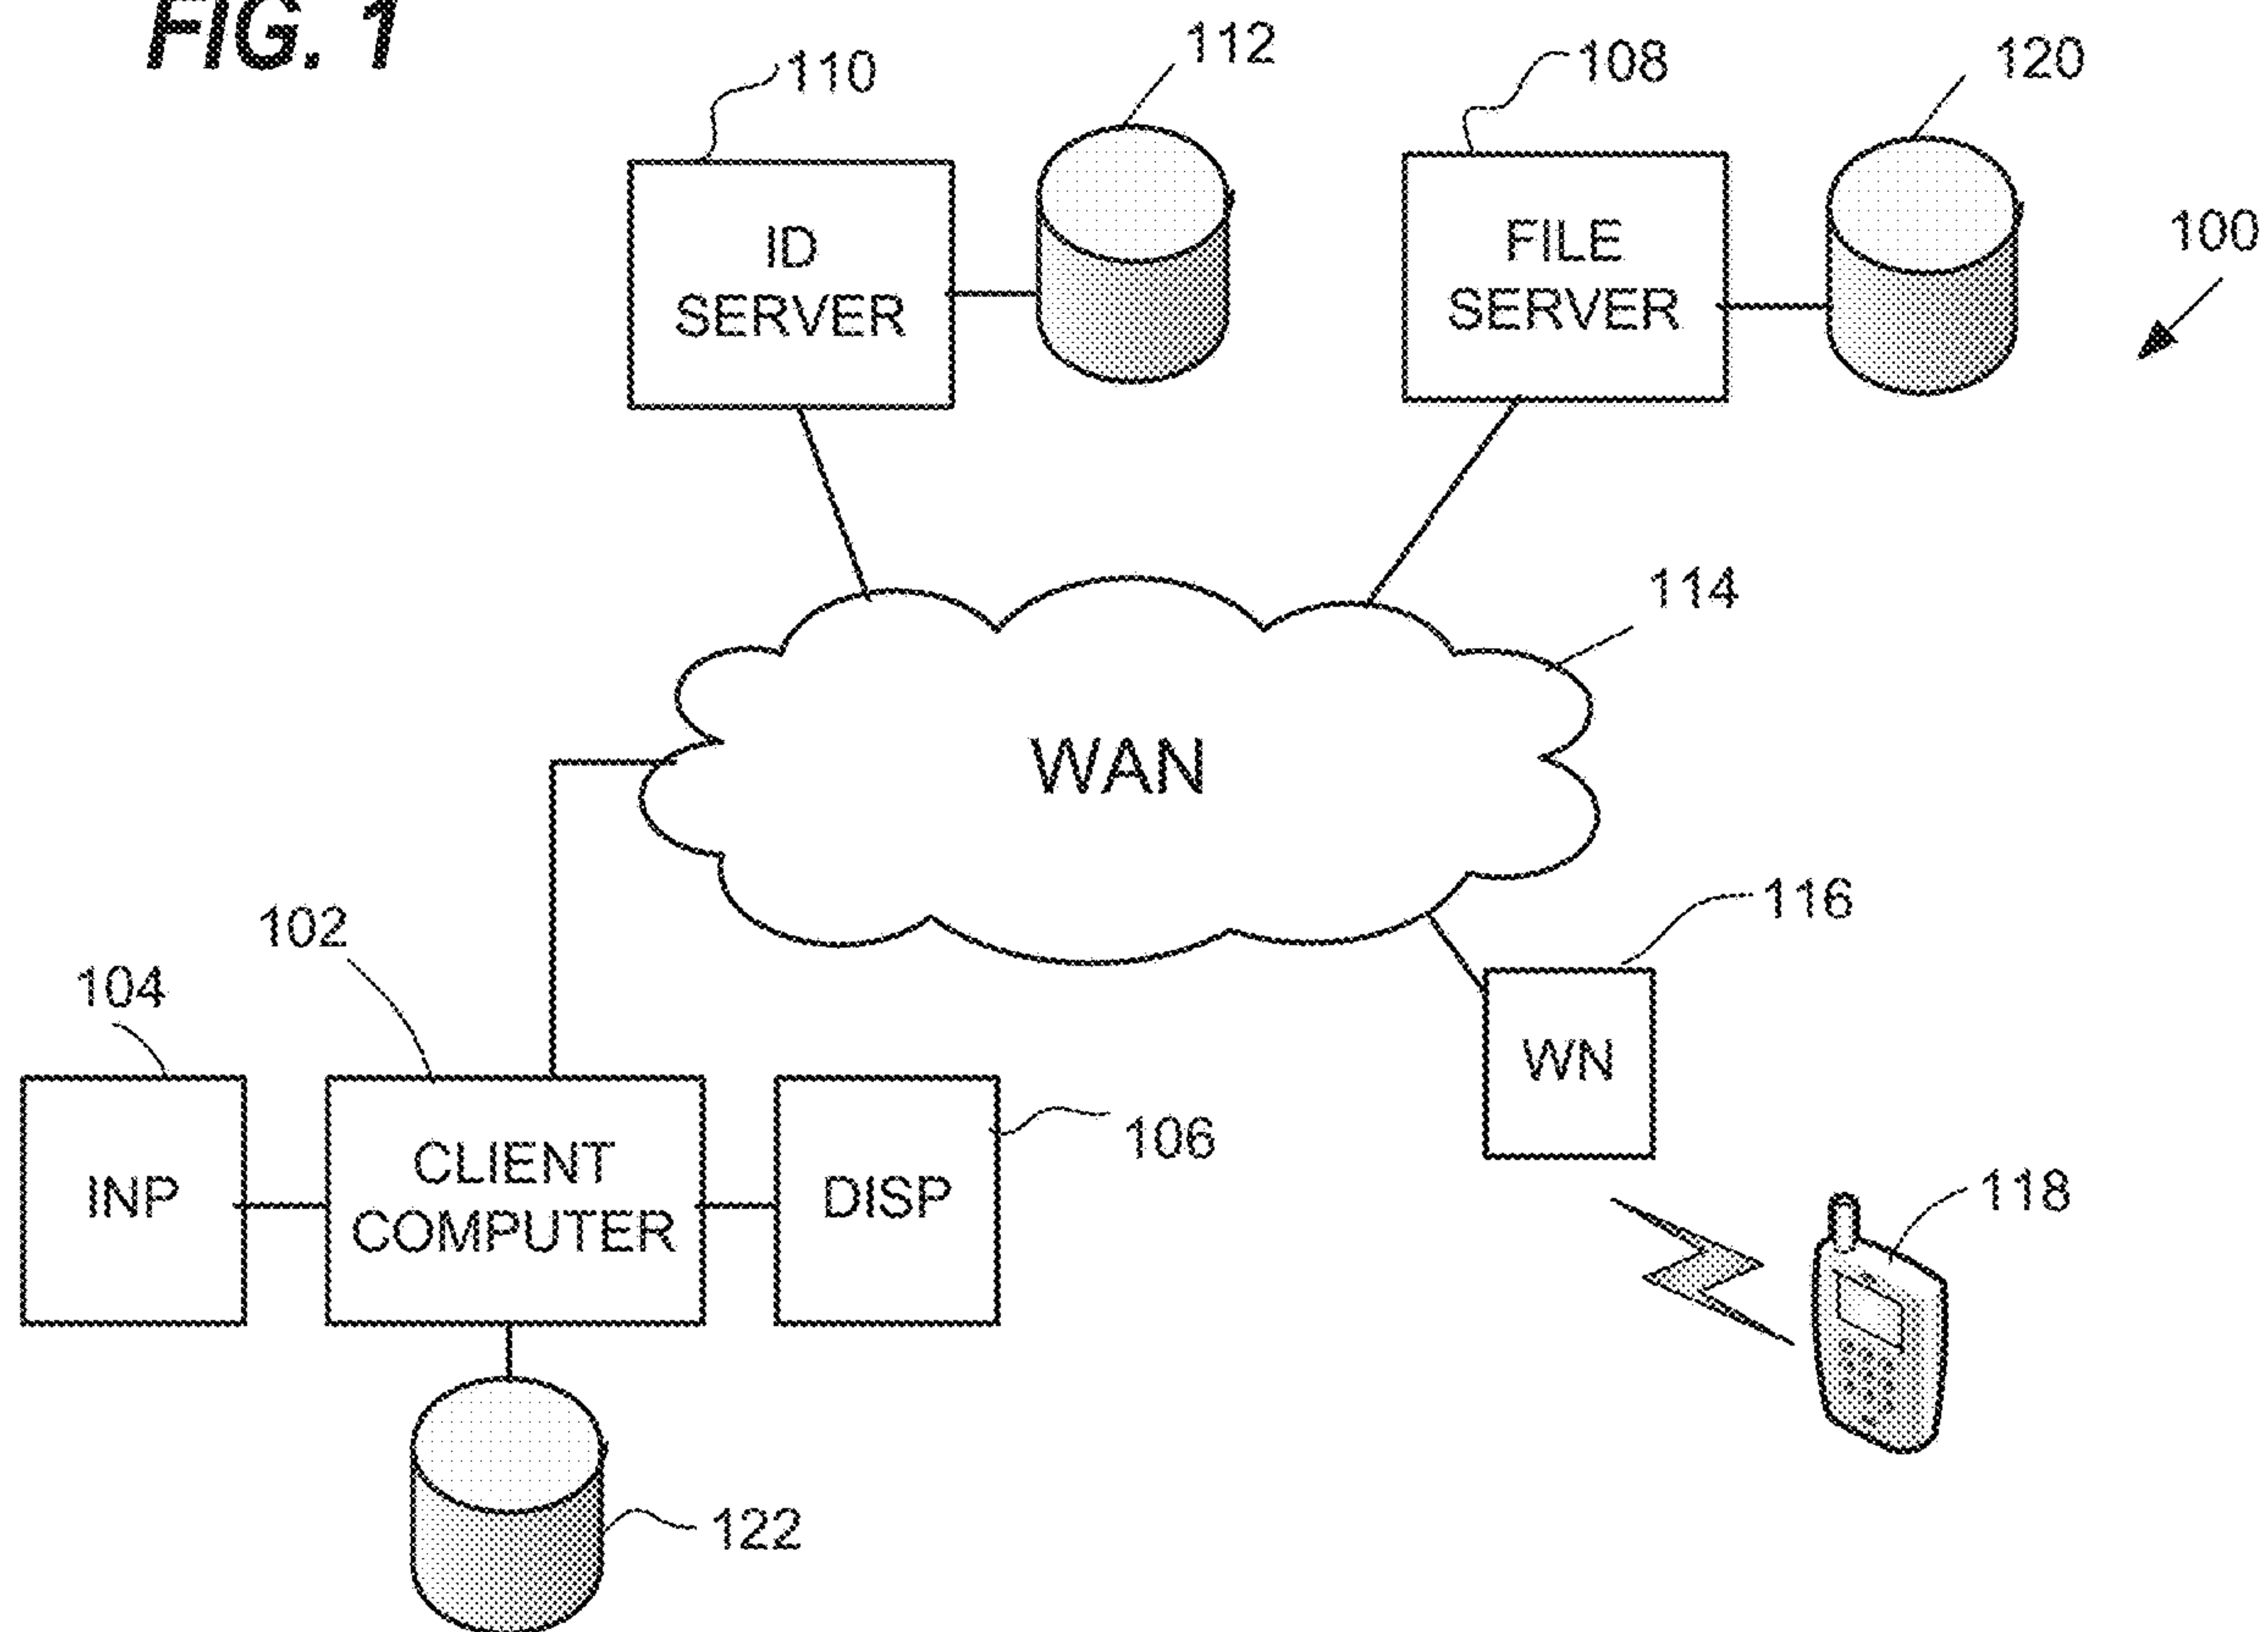 FIG. 1
110
112
108
120
100
ID
SERVER
FILE
SERVER
114
WAN
116
102
104
WN
INP
CLIENT
COMPUTER
DISP
106
118
122